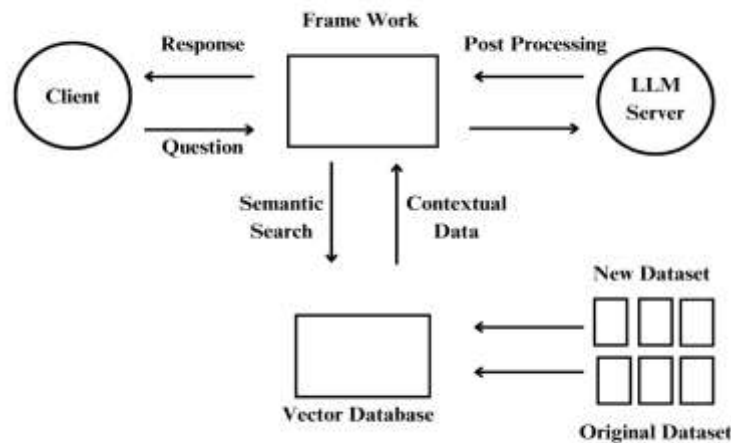 Frame Work
Response
Post Processing
Client
LLM
Server
Question
Semantic
Search
Contextual
Data
New Dataset
Vector Database
Original Dataset